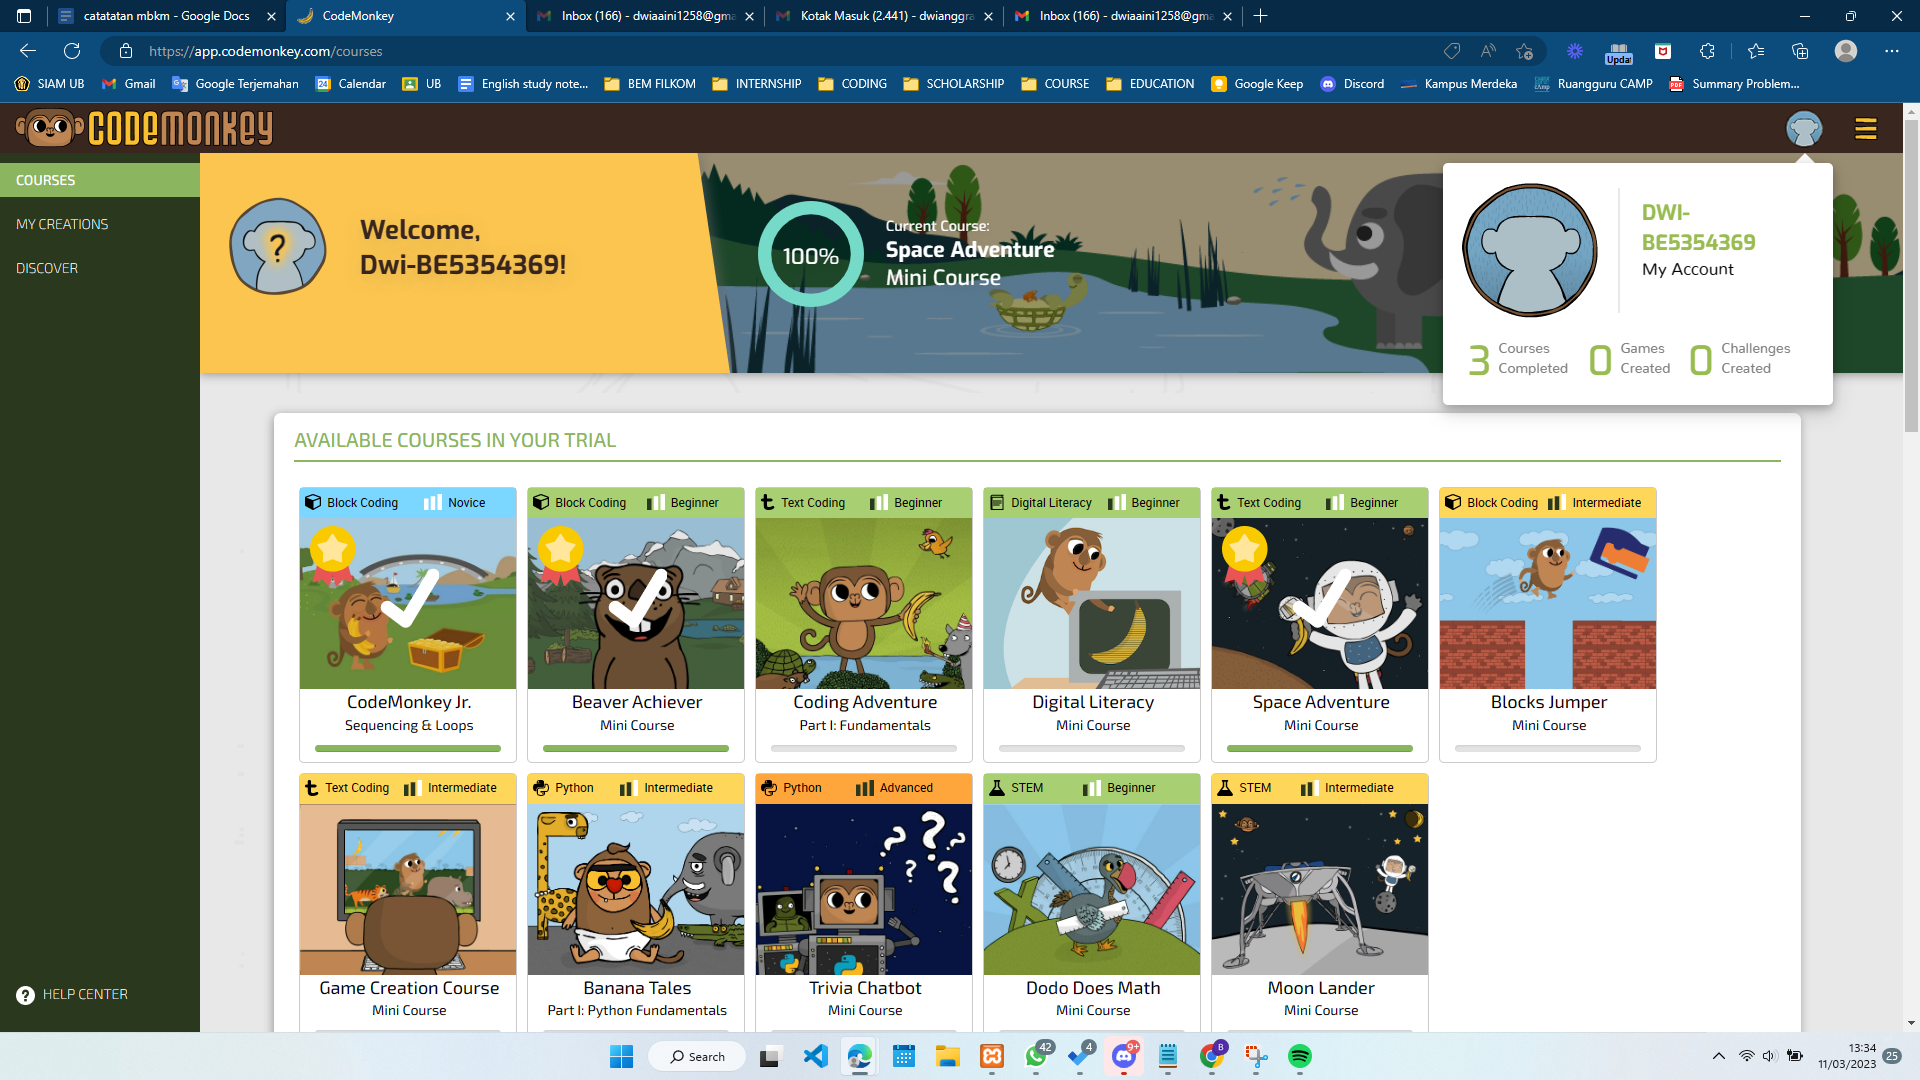 catatatan mbkm - Google Docs
CodeMonkey
Inbox (166) - dwiaaini1258@gma
Kotak Masuk (2.441) - dwianggra
Inbox (166) - dwiaaini1258@gma
https://app.codemonkey.com/courses
Updat
SIAM UB
Gmail
Google Terjemahan
Calendar
UB
English study note...
BEM FILKOM
INTERNSHIP
CODING
SCHOLARSHIP
COURSE
EDUCATION
Google Keep
Discord
Kampus Merdeka
Ruangguru CAMP
Summary Problem...
CODEMONKEY
COURSES
MY CREATIONS
DISCOVER
HELP CENTER
?
Welcome,
Dwi-BE5354369!
100%
Current Course:
Space Adventure
Mini Course
DWI-
BE5354369
My Account
3 Courses Completed
0 Games Created
0 Challenges Created
AVAILABLE COURSES IN YOUR TRIAL
Block Coding Novice
CodeMonkey Jr.
Sequencing & Loops
Block Coding Beginner
Beaver Achiever
Mini Course
Text Coding Beginner
Coding Adventure
Part I: Fundamentals
Digital Literacy Beginner
Digital Literacy
Mini Course
Text Coding Beginner
Space Adventure
Mini Course
Block Coding Intermediate
Blocks Jumper
Mini Course
Text Coding Intermediate
Game Creation Course
Mini Course
Python Intermediate
Banana Tales
Part I: Python Fundamentals
Python Advanced
? ? ? ? ?
Trivia Chatbot
Mini Course
STEM Beginner
Dodo Does Math
Mini Course
STEM Intermediate
Moon Lander
Mini Course
Search
42
4
9+
B
13:34
11/03/2023
25